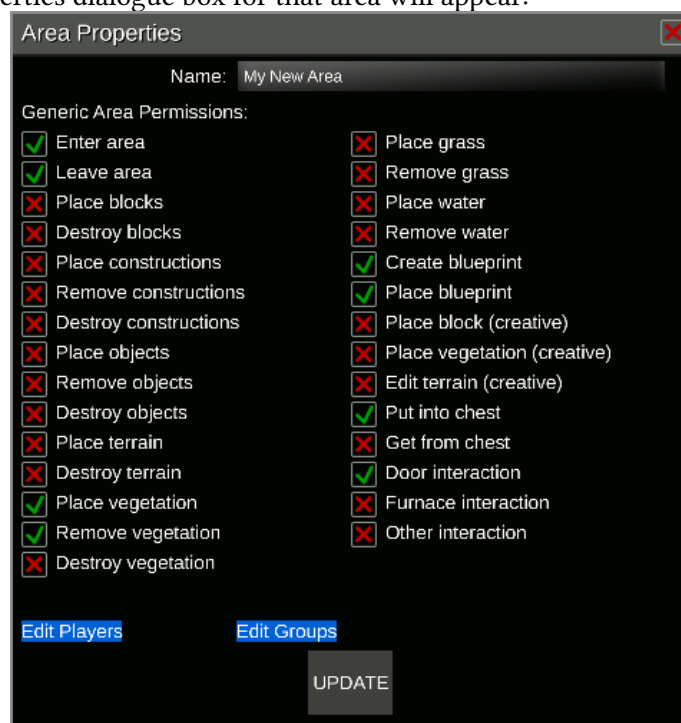 erties dialogue box for that area will appear:
Area Properties
Name: My New Area
Generic Area Permissions:
Enter area
Leave area
Place blocks
Destroy blocks
Place constructions
Remove constructions
Destroy constructions
Place objects
Remove objects
Destroy objects
Place terrain
Destroy terrain
Place vegetation
Remove vegetation
Destroy vegetation
Place grass
Remove grass
Place water
Remove water
Create blueprint
Place blueprint
Place block (creative)
Place vegetation (creative)
Edit terrain (creative)
Put into chest
Get from chest
Door interaction
Furnace interaction
Other interaction
Edit Players
Edit Groups
UPDATE